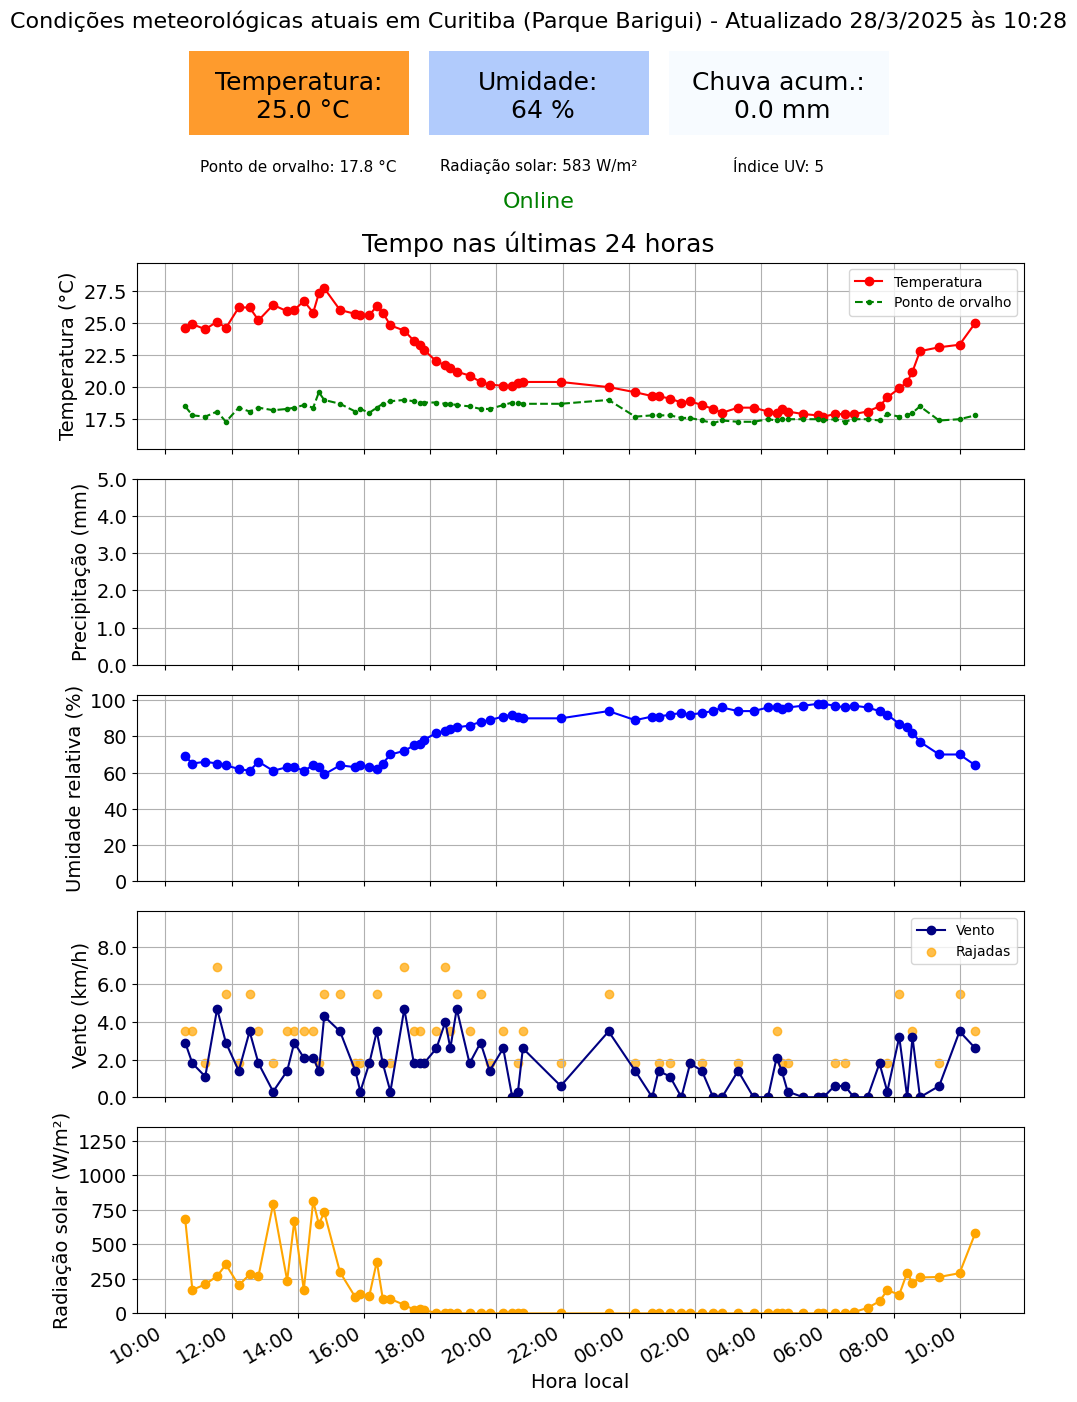 Condições meteorológicas atuais em Curitiba (Parque Barigui) - Atualizado 28/3/2025 às 10:28
Temperatura:
25.0 °C
Umidade:
64 %
Chuva acum.:
0.0 mm
Ponto de orvalho: 17.8 °C
Radiação solar: 583 W/m²
Índice UV: 5
Online
Tempo nas últimas 24 horas
Temperatura (°C)
27.5
25.0
22.5
20.0
17.5
Temperatura
Ponto de orvalho
Precipitação (mm)
5.0
4.0
3.0
2.0
1.0
0.0
Umidade relativa (%)
100
80
60
40
20
0
Vento (km/h)
8.0
6.0
4.0
2.0
0.0
Vento
Rajadas
Radiação solar (W/m²)
1250
1000
750
500
250
0
10:00
12:00
14:00
16:00
18:00
20:00
22:00
00:00
02:00
04:00
06:00
08:00
10:00
Hora local